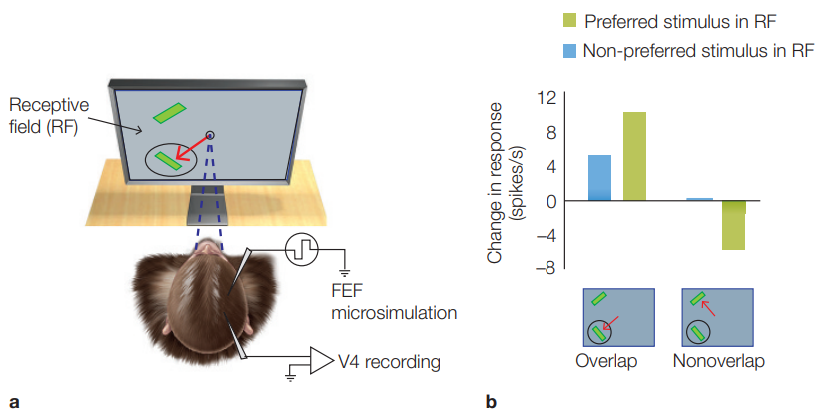 Preferred stimulus in RF
Non-preferred stimulus in RF
Receptive
field (RF)
FEF
microsimulation
V4 recording
a
Change in response
(spikes/s)
12
8
4
0
–4
–8
Overlap
Nonoverlap
b